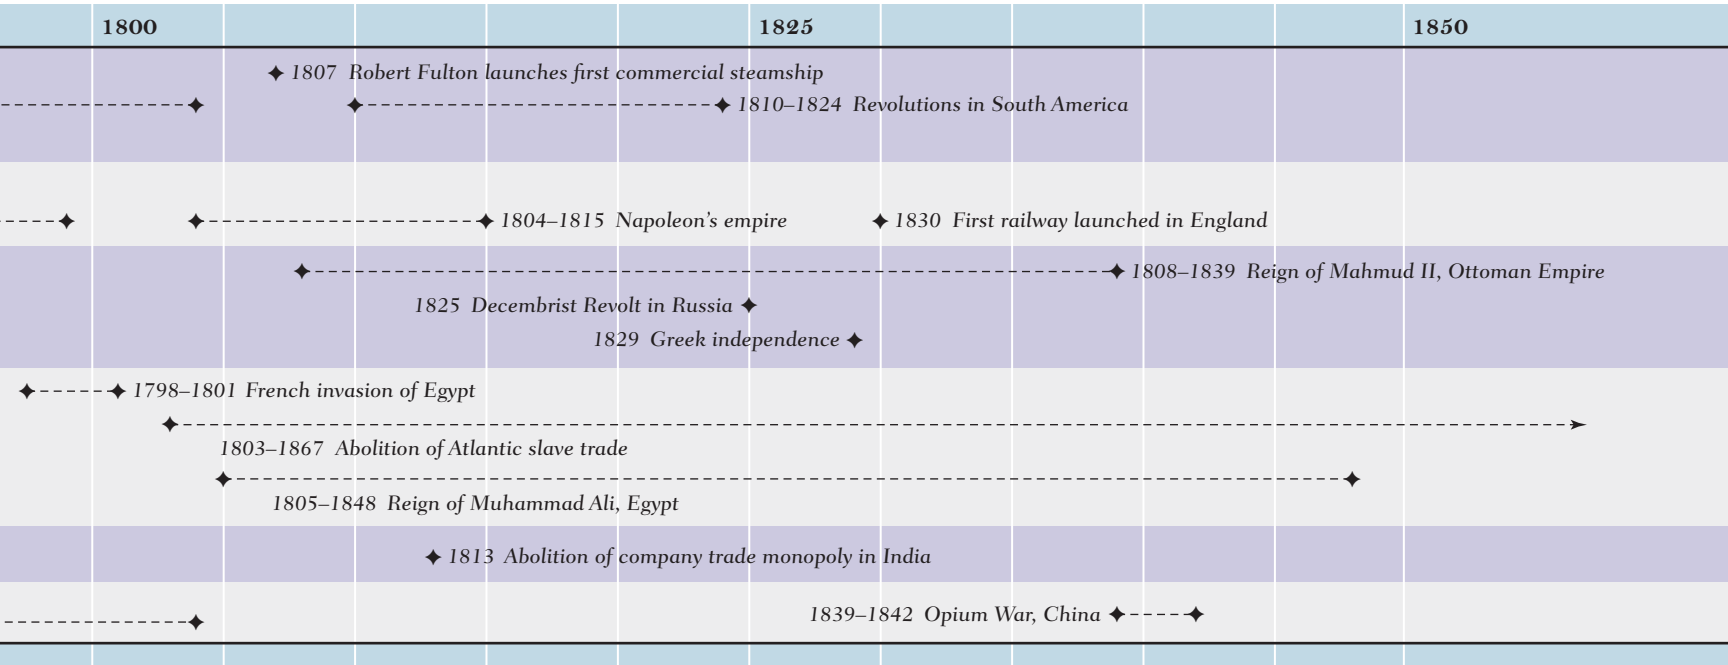 1800 1825 1850
1807 Robert Fulton launches first commercial steamship
1810–1824 Revolutions in South America
1804–1815 Napoleon’s empire 1830 First railway launched in England
1808–1839 Reign of Mahmud II, Ottoman Empire
1825 Decembrist Revolt in Russia
1829 Greek independence
1798–1801 French invasion of Egypt
1803–1867 Abolition of Atlantic slave trade
1805–1848 Reign of Muhammad Ali, Egypt
1813 Abolition of company trade monopoly in India
1839–1842 Opium War, China